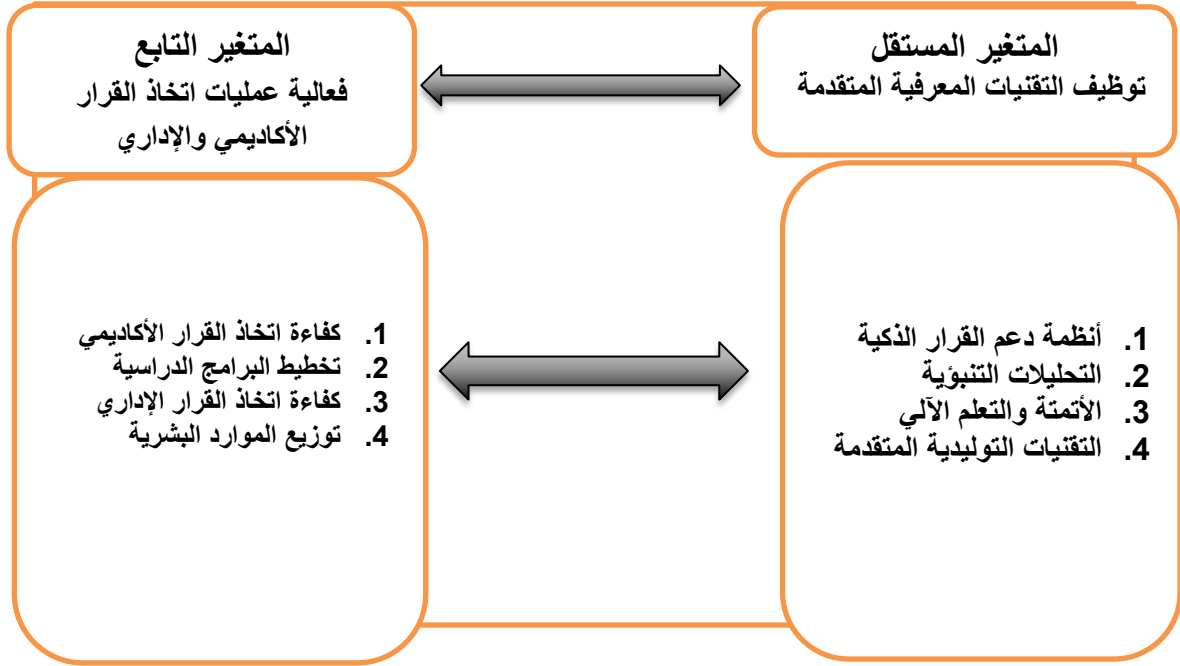 المتغير المستقل
توظيف التقنيات المعرفية المتقدمة
المتغير التابع
فعالية عمليات اتخاذ القرار
الأكاديمي والإداري
1. أنظمة دعم القرار الذكية
2. التحليلات التنبؤية
3. الأتمتة والتعلم الآلي
4. التقنيات التوليدية المتقدمة
1. كفاءة اتخاذ القرار الأكاديمي
2. تخطيط البرامج الدراسية
3. كفاءة اتخاذ القرار الإداري
4. توزيع الموارد البشرية